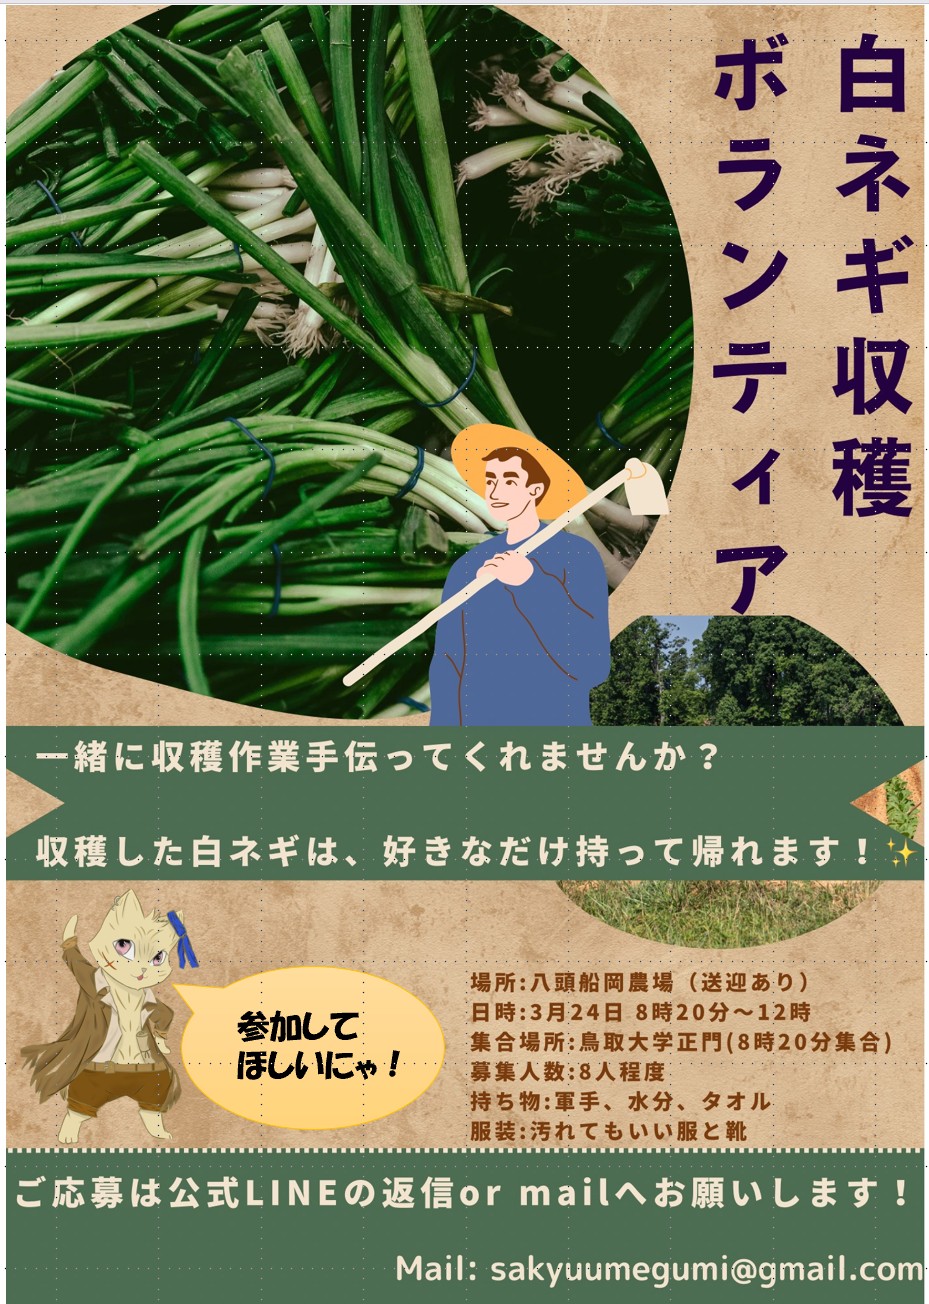 白ネギ収穫
ボランティア
一緒に収穫作業手伝ってくれませんか？
収穫した白ネギは、好きなだけ持って帰れます！✨
参加して
ほしいにゃ！
場所:八頭船岡農場（送迎あり）
日時:3月24日 8時20分～12時
集合場所:鳥取大学正門(8時20分集合)
募集人数:8人程度
持ち物:軍手、水分、タオル
服装:汚れてもいい服と靴
ご応募は公式LINEの返信or mailへお願いします！
Mail: sakyuumegumi@gmail.com